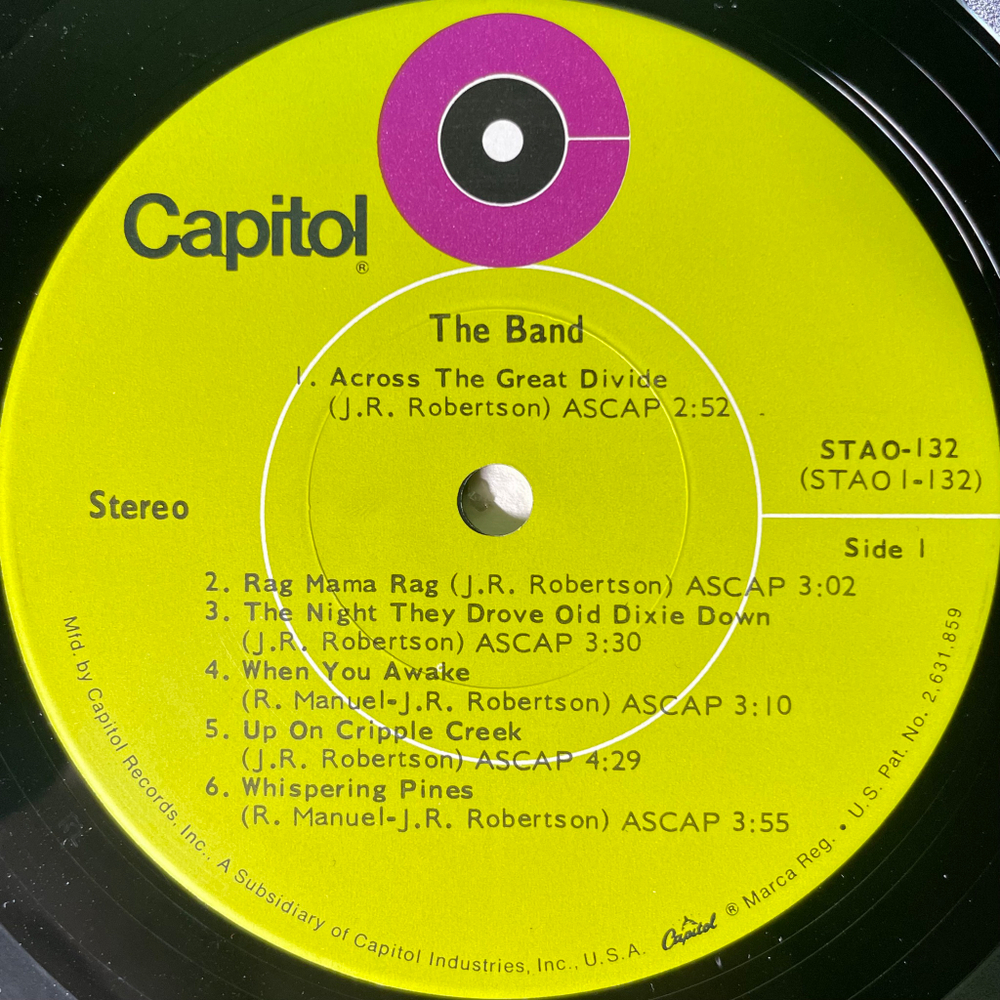 Capitol
®
The Band
1. Across The Great Divide
(J.R. Robertson) ASCAP 2:52
STAO-132
(STAO 1-132)
Stereo
Side 1
2. Rag Mama Rag (J.R. Robertson) ASCAP 3:02
3. The Night They Drove Old Dixie Down
(J.R. Robertson) ASCAP 3:30
4. When You Awake
(R. Manuel-J.R. Robertson) ASCAP 3:10
5. Up On Cripple Creek
(J.R. Robertson) ASCAP 4:29
6. Whispering Pines
(R. Manuel-J.R. Robertson) ASCAP 3:55
Mfd. by Capitol Records, Inc., A Subsidiary of Capitol Industries, Inc., U.S.A. Capitol ® Marca Reg. • U.S. Pat. No. 2.631.859